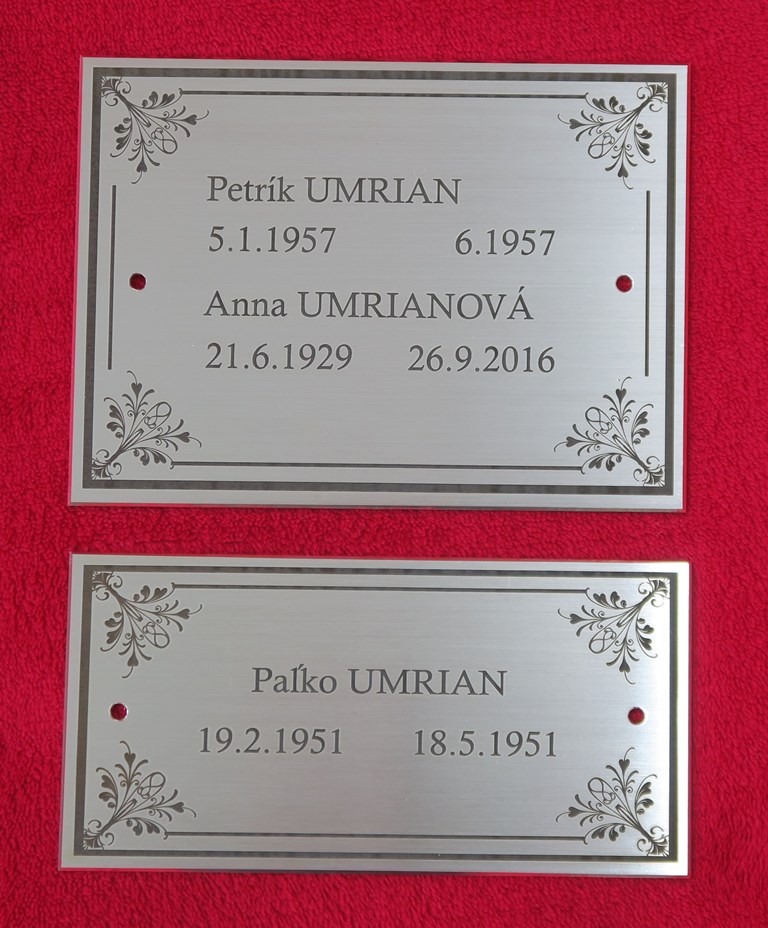 Petrík UMRIAN
5.1.1957 6.1957
Anna UMRIANOVÁ
21.6.1929 26.9.2016
Paľko UMRIAN
19.2.1951 18.5.1951